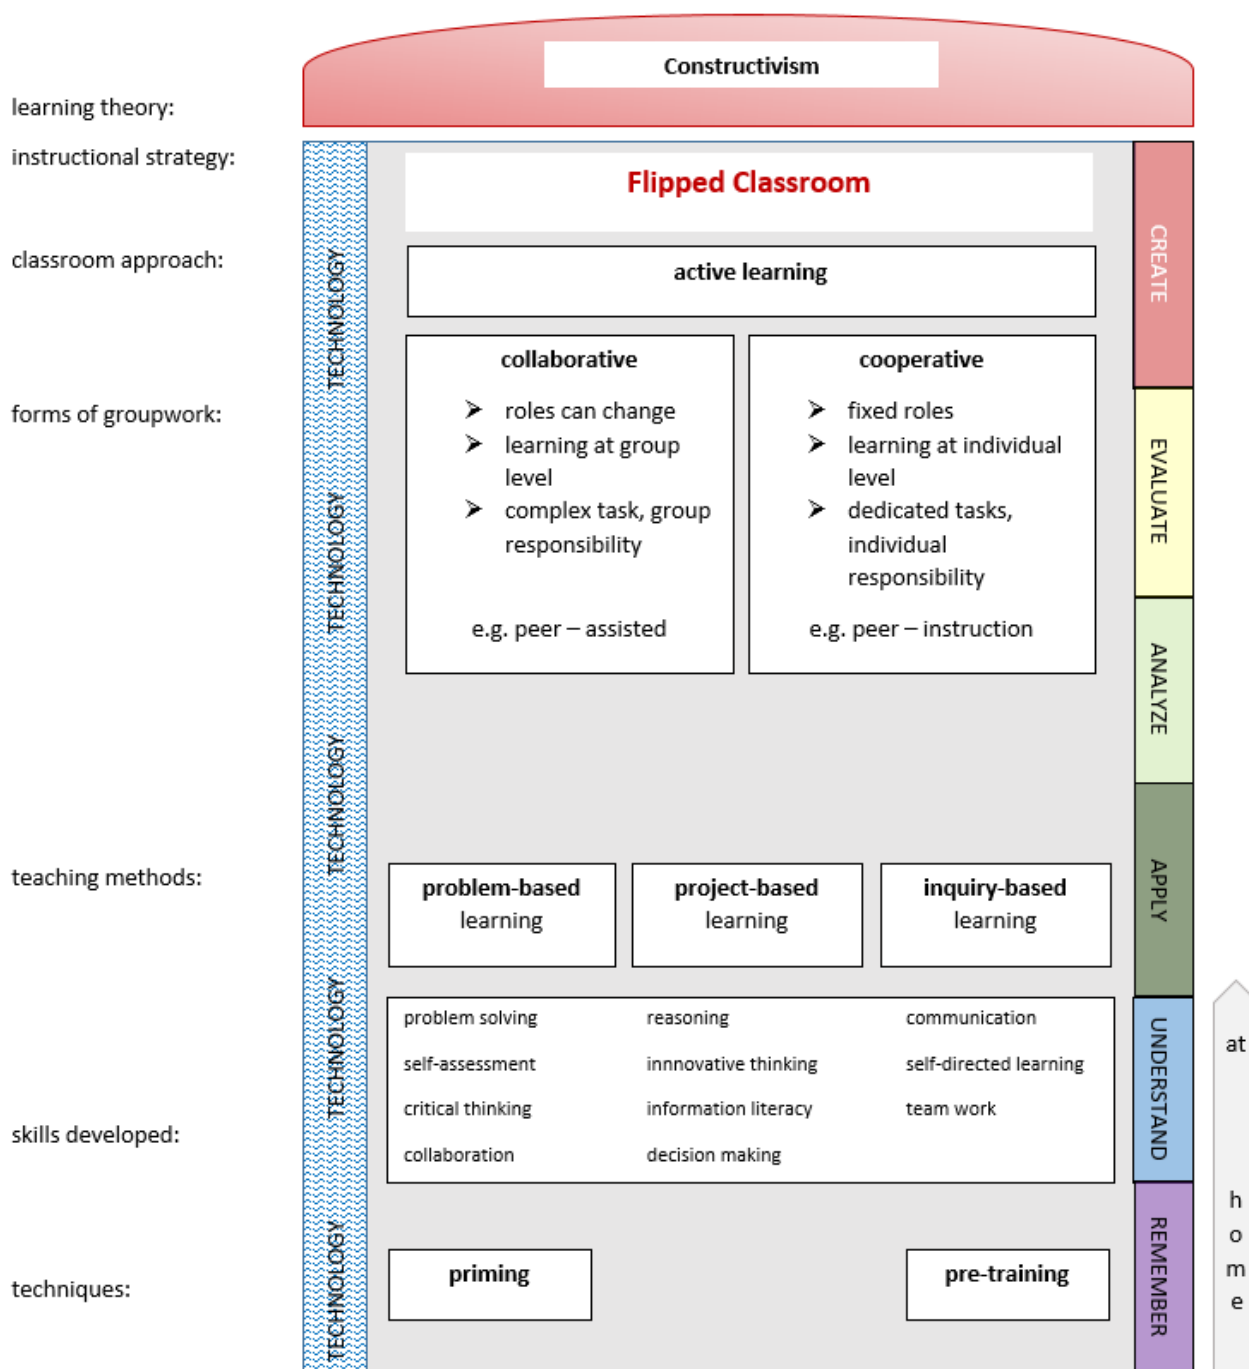 Constructivism
learning theory:
instructional strategy:
Flipped Classroom
classroom approach:
active learning
forms of groupwork:
collaborative
roles can change
learning at group
level
complex task, group
responsibility
e.g. peer – assisted
cooperative
fixed roles
learning at individual
level
dedicated tasks,
individual
responsibility
e.g. peer – instruction
teaching methods:
problem-based
learning
project-based
learning
inquiry-based
learning
skills developed:
problem solving
reasoning
communication
self-assessment
innnovative thinking
self-directed learning
critical thinking
information literacy
team work
collaboration
decision making
techniques:
priming
pre-training
TECHNOLOGY
TECHNOLOGY
TECHNOLOGY
TECHNOLOGY
TECHNOLOGY
CREATE
EVALUATE
ANALYZE
APPLY
UNDERSTAND
REMEMBER
at
h
o
m
e